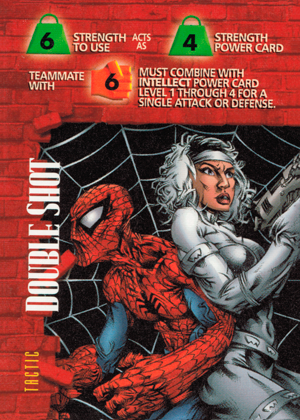 6 STRENGTH TO USE ACTS AS 4 STRENGTH POWER CARD
TEAMMATE WITH 6 MUST COMBINE WITH
INTELLECT POWER CARD
LEVEL 1 THROUGH 4 FOR A
SINGLE ATTACK OR DEFENSE.
DOUBLE SHOT
TACTIC